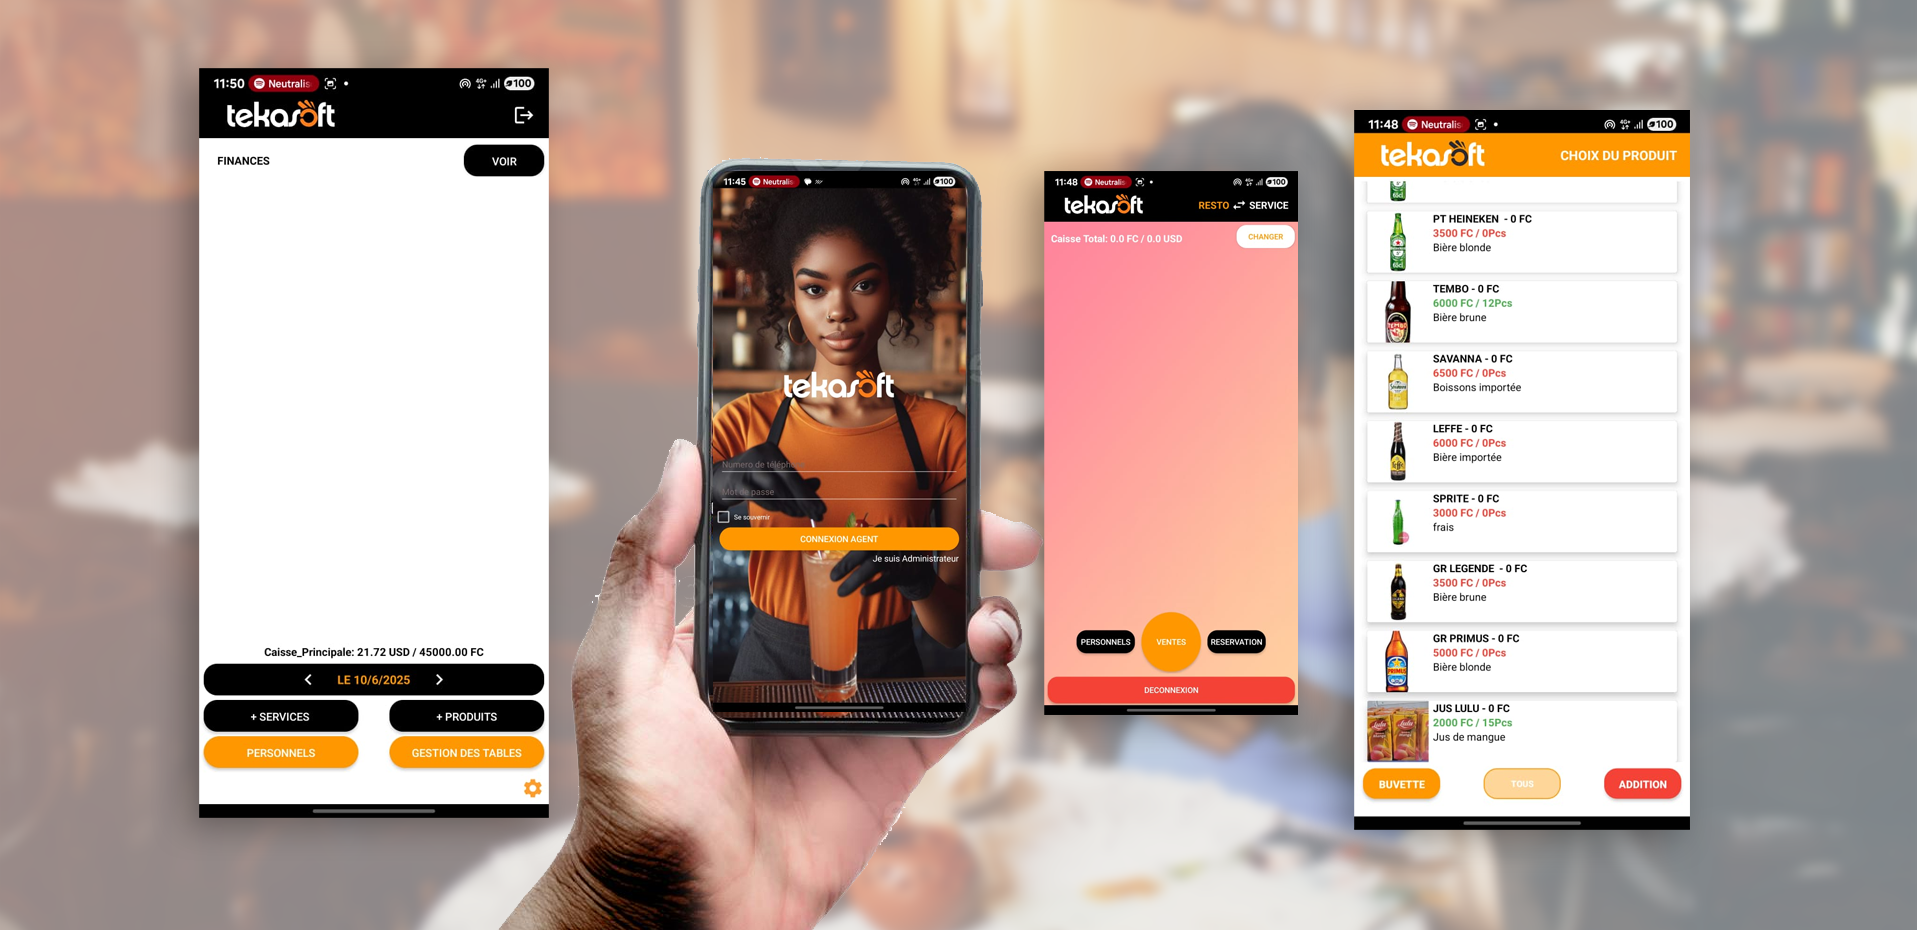 11:50 Neutralis 4G+ 100
tekasoft
FINANCES
VOIR
Caisse_Principale: 21.72 USD / 45000.00 FC
LE 10/6/2025
+ SERVICES
+ PRODUITS
PERSONNELS
GESTION DES TABLES
11:45 Neutralis 4G+ 100
tekasoft
Numero de téléphone
Mot de passe
Se souvenir
CONNEXION AGENT
Je suis Administrateur
11:48 Neutralis 4G+ 100
tekasoft
RESTO SERVICE
Caisse Total: 0.0 FC / 0.0 USD
CHANGER
PERSONNELS
VENTES
RESERVATION
DECONNEXION
11:48 Neutralis 4G+ 100
tekasoft
CHOIX DU PRODUIT
PT HEINEKEN - 0 FC
3500 FC / 0Pcs
Bière blonde
TEMBO - 0 FC
6000 FC / 12Pcs
Bière brune
SAVANNA - 0 FC
6500 FC / 0Pcs
Boissons importée
LEFFE - 0 FC
6000 FC / 0Pcs
Bière importée
SPRITE - 0 FC
3000 FC / 0Pcs
frais
GR LEGENDE - 0 FC
3500 FC / 0Pcs
Bière brune
GR PRIMUS - 0 FC
5000 FC / 0Pcs
Bière blonde
JUS LULU - 0 FC
2000 FC / 15Pcs
Jus de mangue
BUVETTE
TOUS
ADDITION